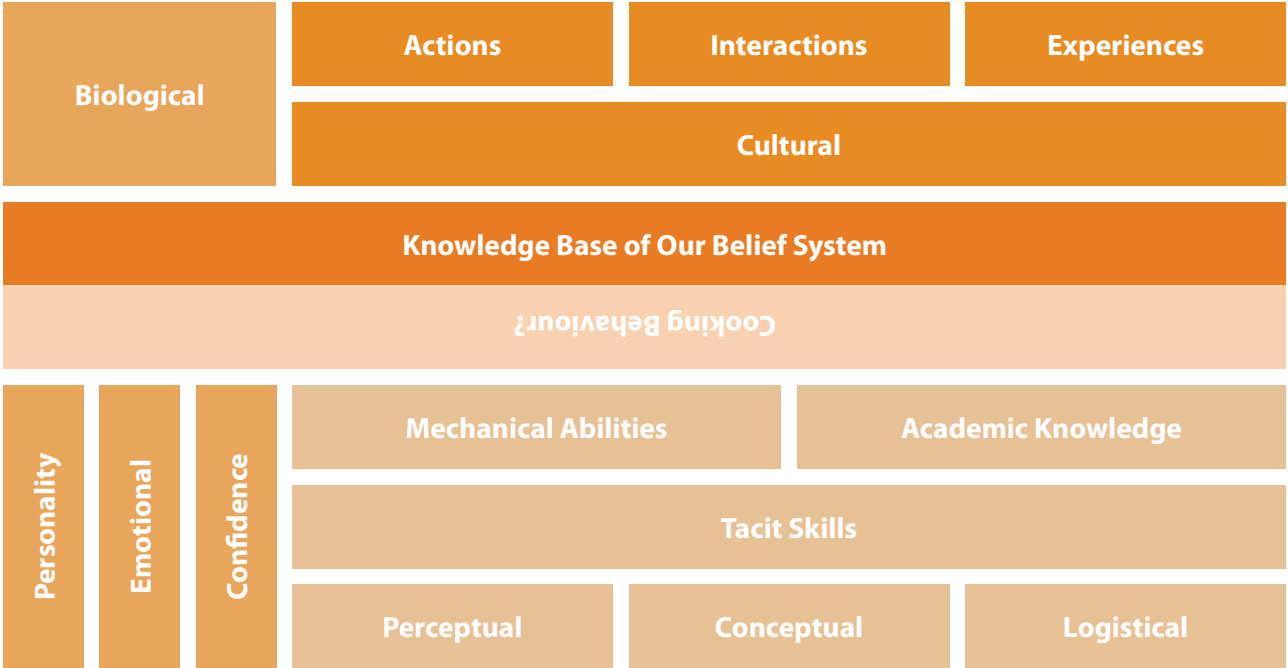 Biological
Actions
Interactions
Experiences
Cultural
Knowledge Base of Our Belief System
Cooking Behaviour?
Personality
Emotional
Confidence
Mechanical Abilities
Academic Knowledge
Tacit Skills
Perceptual
Conceptual
Logistical